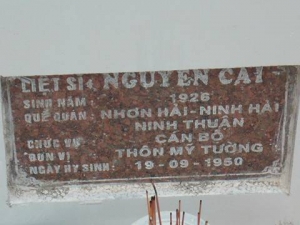 LIỆT SĨ: NGUYỄN CAY
SINH NĂM : 1926
QUÊ QUÁN : NHƠN HẢI - NINH HẢI
NINH THUẬN
CHỨC VỤ : CÁN BỘ
ĐƠN VỊ : THÔN MỸ TƯỜNG
NGÀY HY SINH: 19-09-1950